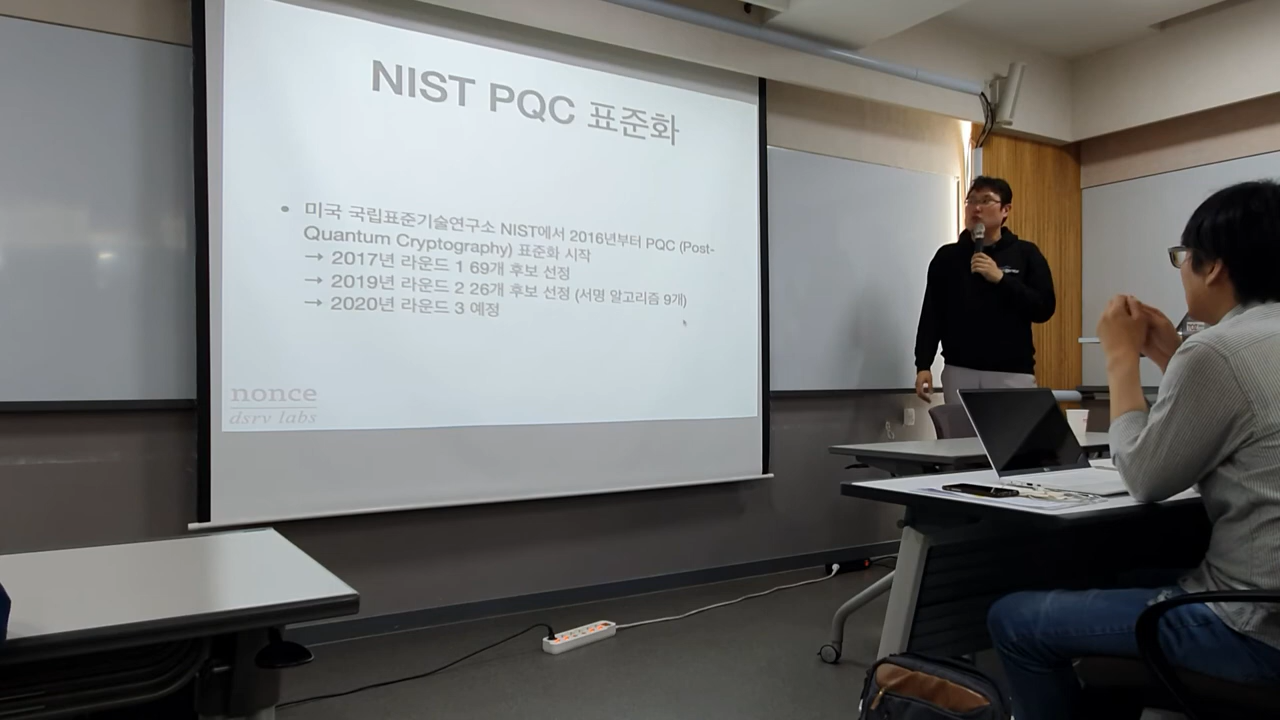 NIST PQC 표준화
• 미국 국립표준기술연구소 NIST에서 2016년부터 PQC (Post-
Quantum Cryptography) 표준화 시작
→ 2017년 라운드 1 69개 후보 선정
→ 2019년 라운드 2 26개 후보 선정 (서명 알고리즘 9개)
→ 2020년 라운드 3 예정
nonce
dsrv labs